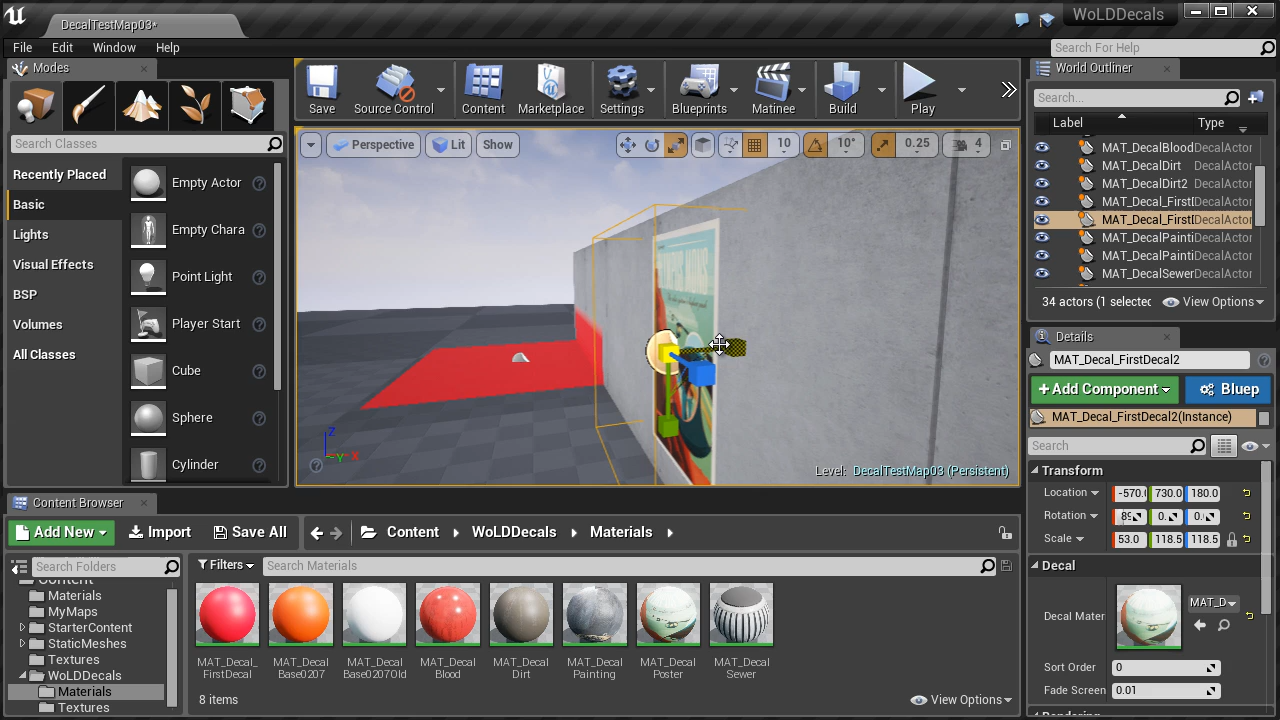 DecalTestMap03*
WoLDDecals
File Edit Window Help
Search For Help
Modes
Search Classes
Recently Placed
Basic
Lights
Visual Effects
BSP
Volumes
All Classes
Empty Actor
Empty Chara
Point Light
Player Start
Cube
Sphere
Cylinder
Save
Source Control
Content
Marketplace
Settings
Blueprints
Matinee
Build
Play
Perspective
Lit
Show
10
10°
0.25
4
Z
X
Y
Level: DecalTestMap03 (Persistent)
World Outliner
Search...
Label Type
MAT_DecalBlood DecalActor
MAT_DecalDirt DecalActor
MAT_DecalDirt2 DecalActor
MAT_Decal_First DecalActor
MAT_Decal_First DecalActor
MAT_DecalPainti DecalActor
MAT_DecalPainti DecalActor
MAT_DecalSewer DecalActor
34 actors (1 selectec
View Options
Details
MAT_Decal_FirstDecal2
+Add Component
Bluep
MAT_Decal_FirstDecal2(Instance)
Search
Transform
Location -570.( 730.0 180.0
Rotation 89 0. 0.
Scale 53.0 118.5 118.5
Decal
Decal Mater
MAT_D
Sort Order 0
Fade Screen 0.01
Rendering
Content Browser
Add New
Import
Save All
Content
WoLDDecals
Materials
Search Folders
Content
Materials
MyMaps
StarterContent
StaticMeshes
Textures
WoLDDecals
Materials
Textures
Filters
Search Materials
MAT_Decal_
FirstDecal
MAT_Decal
Base0207
MAT_Decal
Base0207Old
MAT_Decal
Blood
MAT_Decal
Dirt
MAT_Decal
Painting
MAT_Decal
Poster
MAT_Decal
Sewer
8 items
View Options